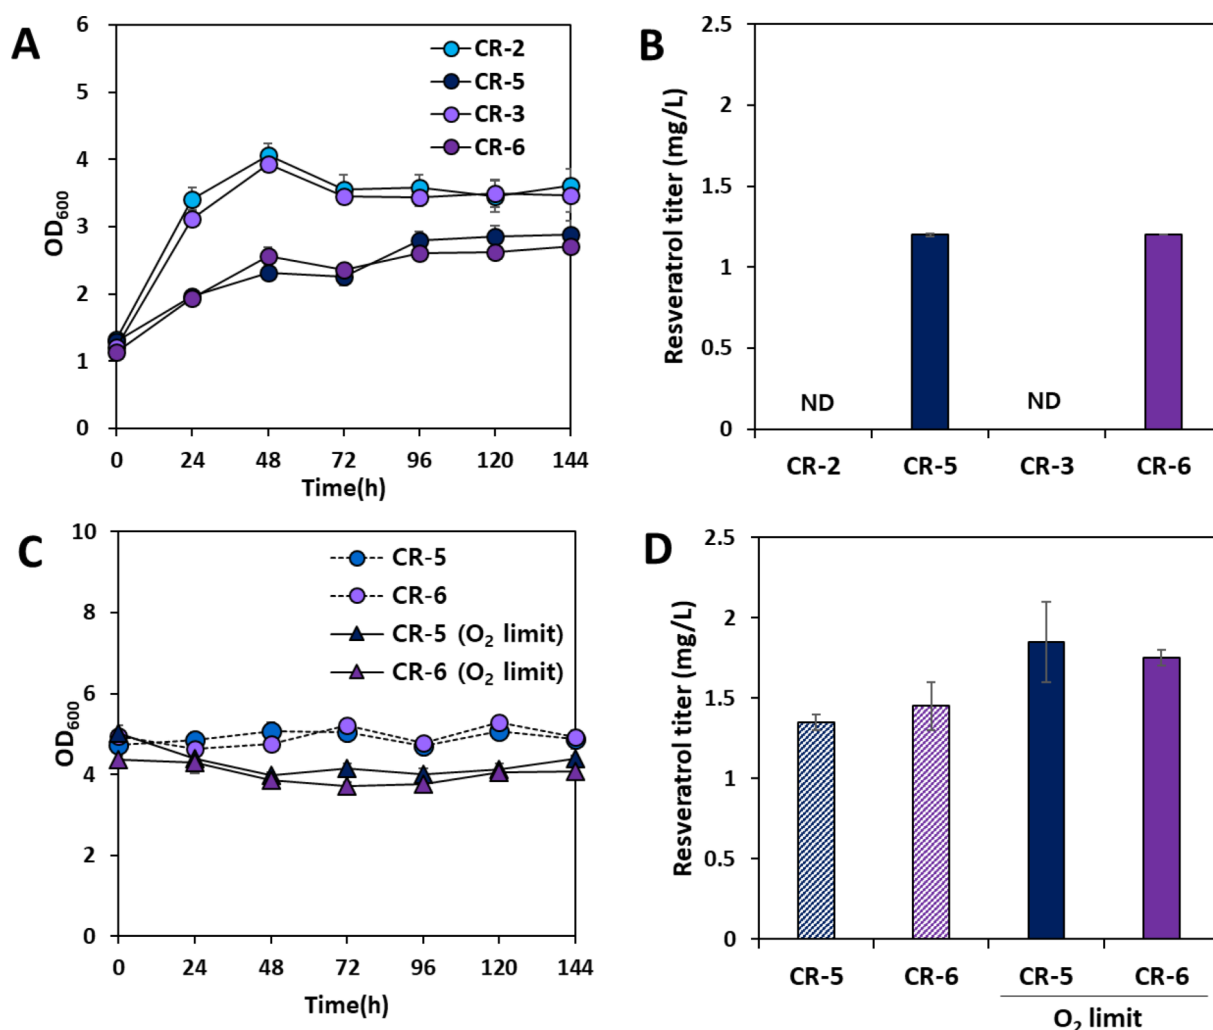 A
OD600
6
5
4
3
2
1
0
CR-2
CR-5
CR-3
CR-6
0 24 48 72 96 120 144
Time(h)
B
Resveratrol titer (mg/L)
2.5
2
1.5
1
0.5
0
ND
ND
CR-2 CR-5 CR-3 CR-6
C
OD600
10
8
6
4
2
0
CR-5
CR-6
CR-5 (O2 limit)
CR-6 (O2 limit)
0 24 48 72 96 120 144
Time(h)
D
Resveratrol titer (mg/L)
2.5
2
1.5
1
0.5
0
CR-5 CR-6 CR-5 CR-6
O2 limit